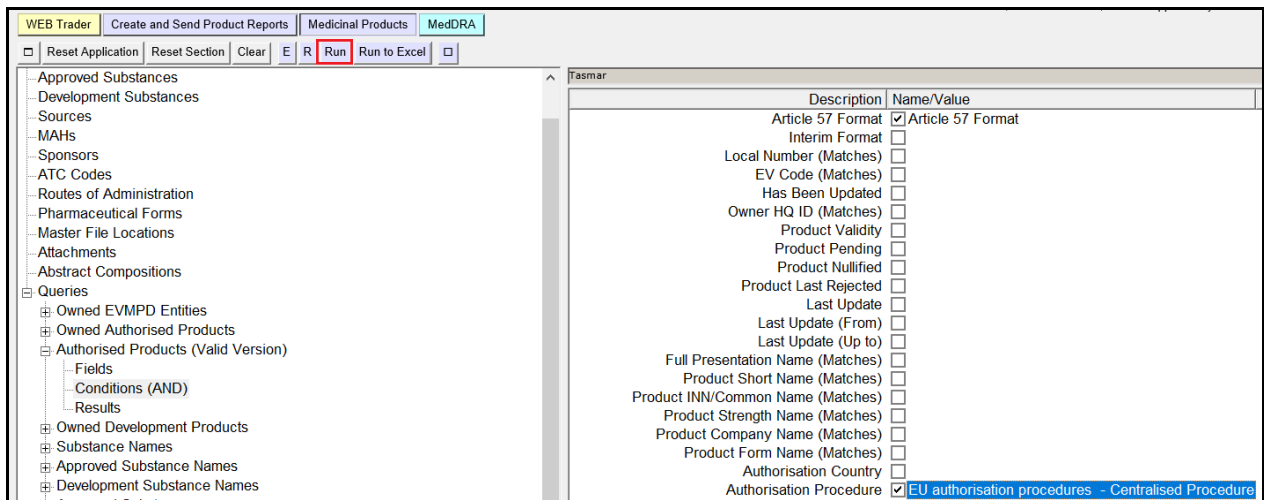 WEB Trader Create and Send Product Reports Medicinal Products MedDRA
Reset Application Reset Section Clear E R Run Run to Excel
Approved Substances
Development Substances
Sources
MAHs
Sponsors
ATC Codes
Routes of Administration
Pharmaceutical Forms
Master File Locations
Attachments
Abstract Compositions
Queries
Owned EVMPD Entities
Owned Authorised Products
Authorised Products (Valid Version)
Fields
Conditions (AND)
Results
Owned Development Products
Substance Names
Approved Substance Names
Development Substance Names
Tasmar
Description Name/Value
Article 57 Format Article 57 Format
Interim Format
Local Number (Matches)
EV Code (Matches)
Has Been Updated
Owner HQ ID (Matches)
Product Validity
Product Pending
Product Nullified
Product Last Rejected
Last Update
Last Update (From)
Last Update (Up to)
Full Presentation Name (Matches)
Product Short Name (Matches)
Product INN/Common Name (Matches)
Product Strength Name (Matches)
Product Company Name (Matches)
Product Form Name (Matches)
Authorisation Country
Authorisation Procedure EU authorisation procedures - Centralised Procedure